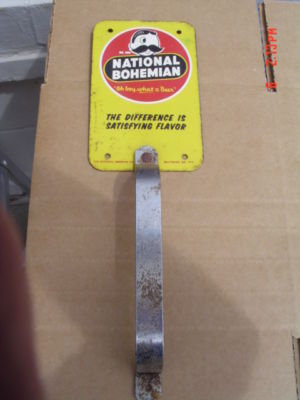 NATIONAL
BOHEMIAN
"Oh boy, what a Beer"
THE DIFFERENCE IS
SATISFYING FLAVOR